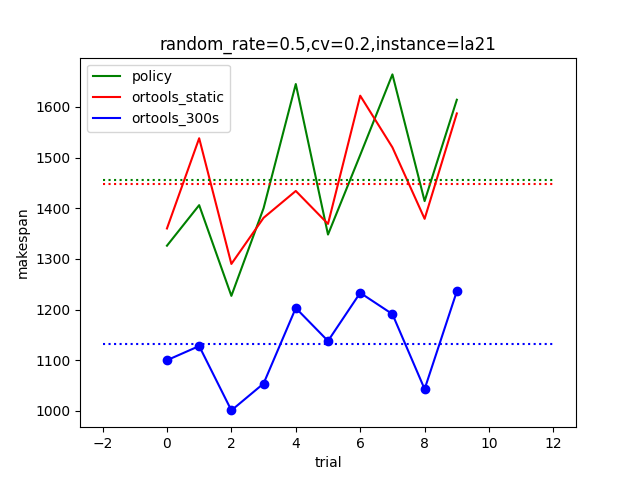 random_rate=0.5,cv=0.2,instance=la21
policy
ortools_static
ortools_300s
makespan
1600
1500
1400
1300
1200
1100
1000
−2 0 2 4 6 8 10 12
trial